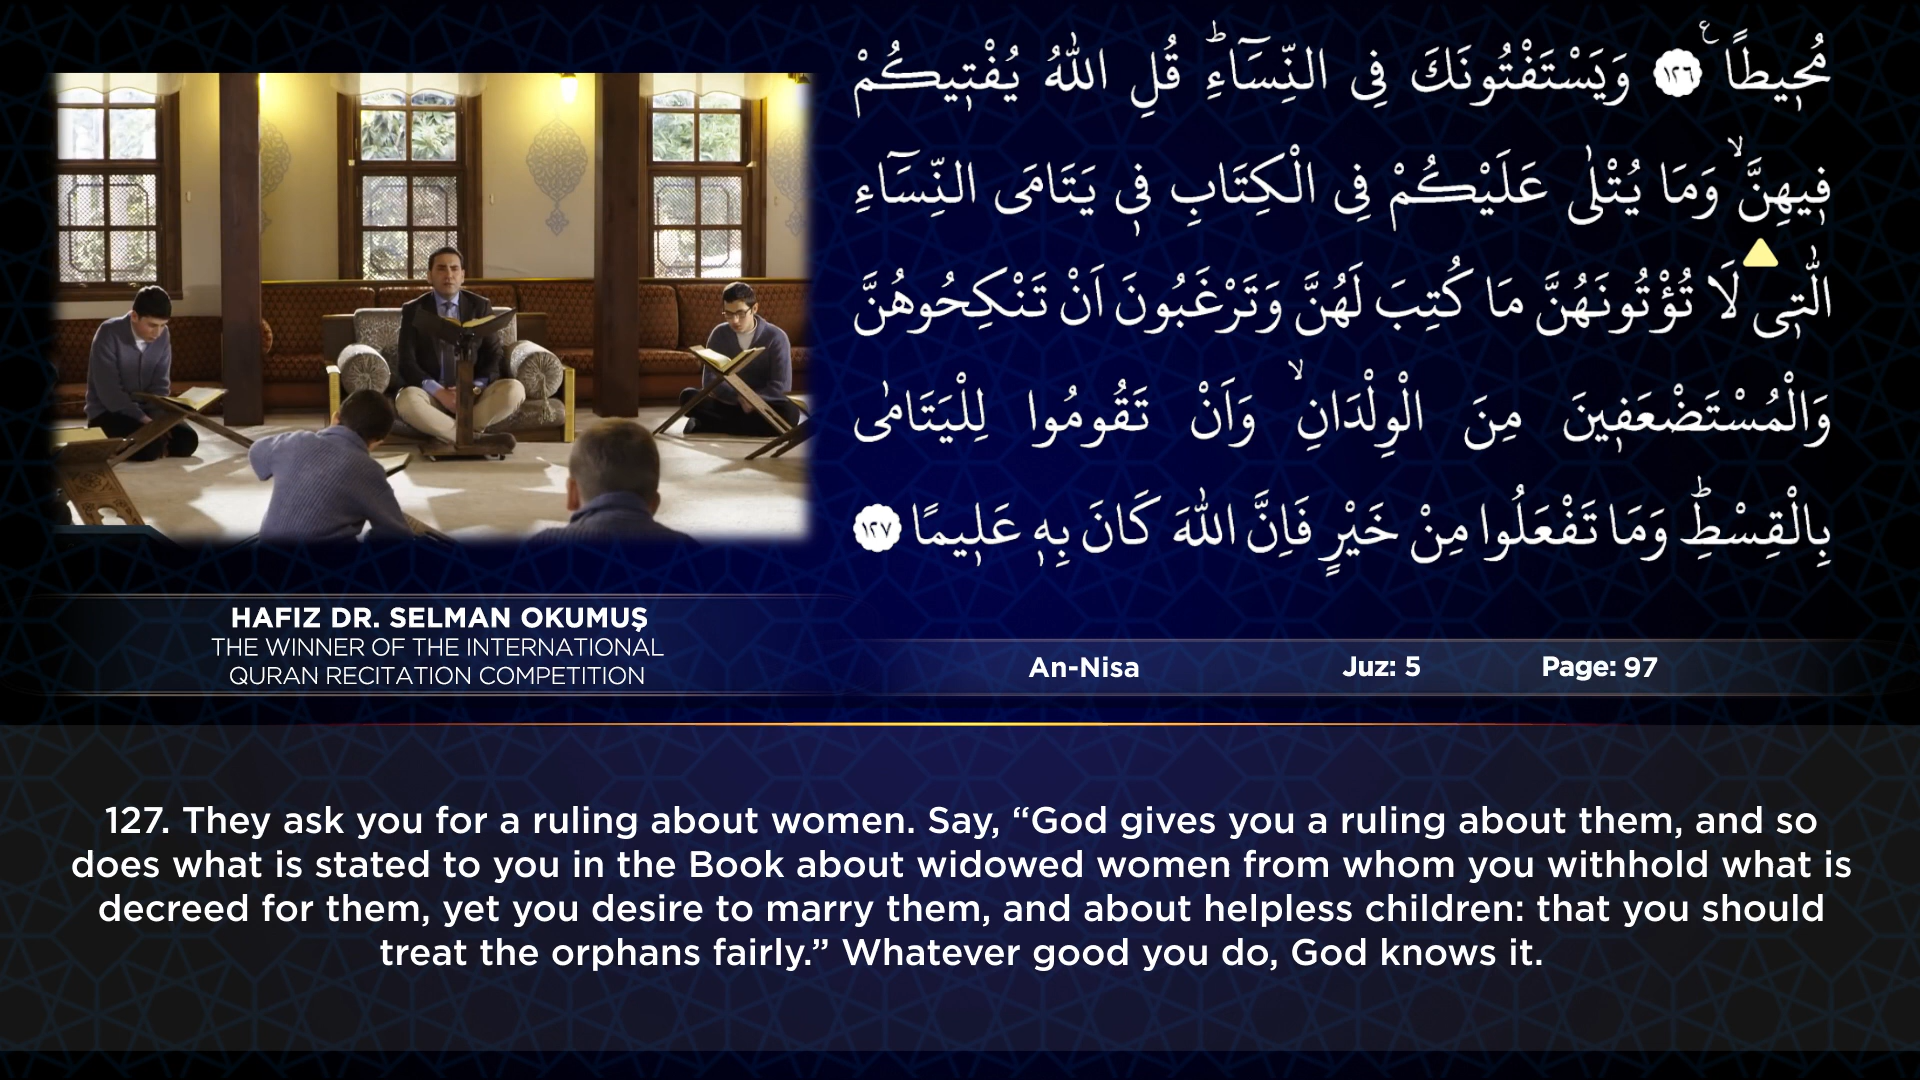 مُحٖيطًاࣖ ﴿١٢٦﴾ وَيَسْتَفْتُونَكَ فِى النِّسَٓاءِؕ قُلِ اللّٰهُ يُفْتٖيكُمْ
فٖيهِنَّۙ وَمَا يُتْلٰى عَلَيْكُمْ فِى الْكِتَابِ فٖى يَتَامَى النِّسَٓاءِ
الّٰتٖى لَا تُؤْتُونَهُنَّ مَا كُتِبَ لَهُنَّ وَتَرْغَبُونَ اَنْ تَنْكِحُوهُنَّ
وَالْمُسْتَضْعَفٖينَ مِنَ الْوِلْدَانِۙ وَاَنْ تَقُومُوا لِلْيَتَامٰى
بِالْقِسْطِؕ وَمَا تَفْعَلُوا مِنْ خَيْرٍ فَاِنَّ اللّٰهَ كَانَ بِهٖ عَلٖيمًا ﴿١٢٧﴾
HAFIZ DR. SELMAN OKUMUŞ
THE WINNER OF THE INTERNATIONAL
QURAN RECITATION COMPETITION
An-Nisa Juz: 5 Page: 97
127. They ask you for a ruling about women. Say, “God gives you a ruling about them, and so
does what is stated to you in the Book about widowed women from whom you withhold what is
decreed for them, yet you desire to marry them, and about helpless children: that you should
treat the orphans fairly.” Whatever good you do, God knows it.